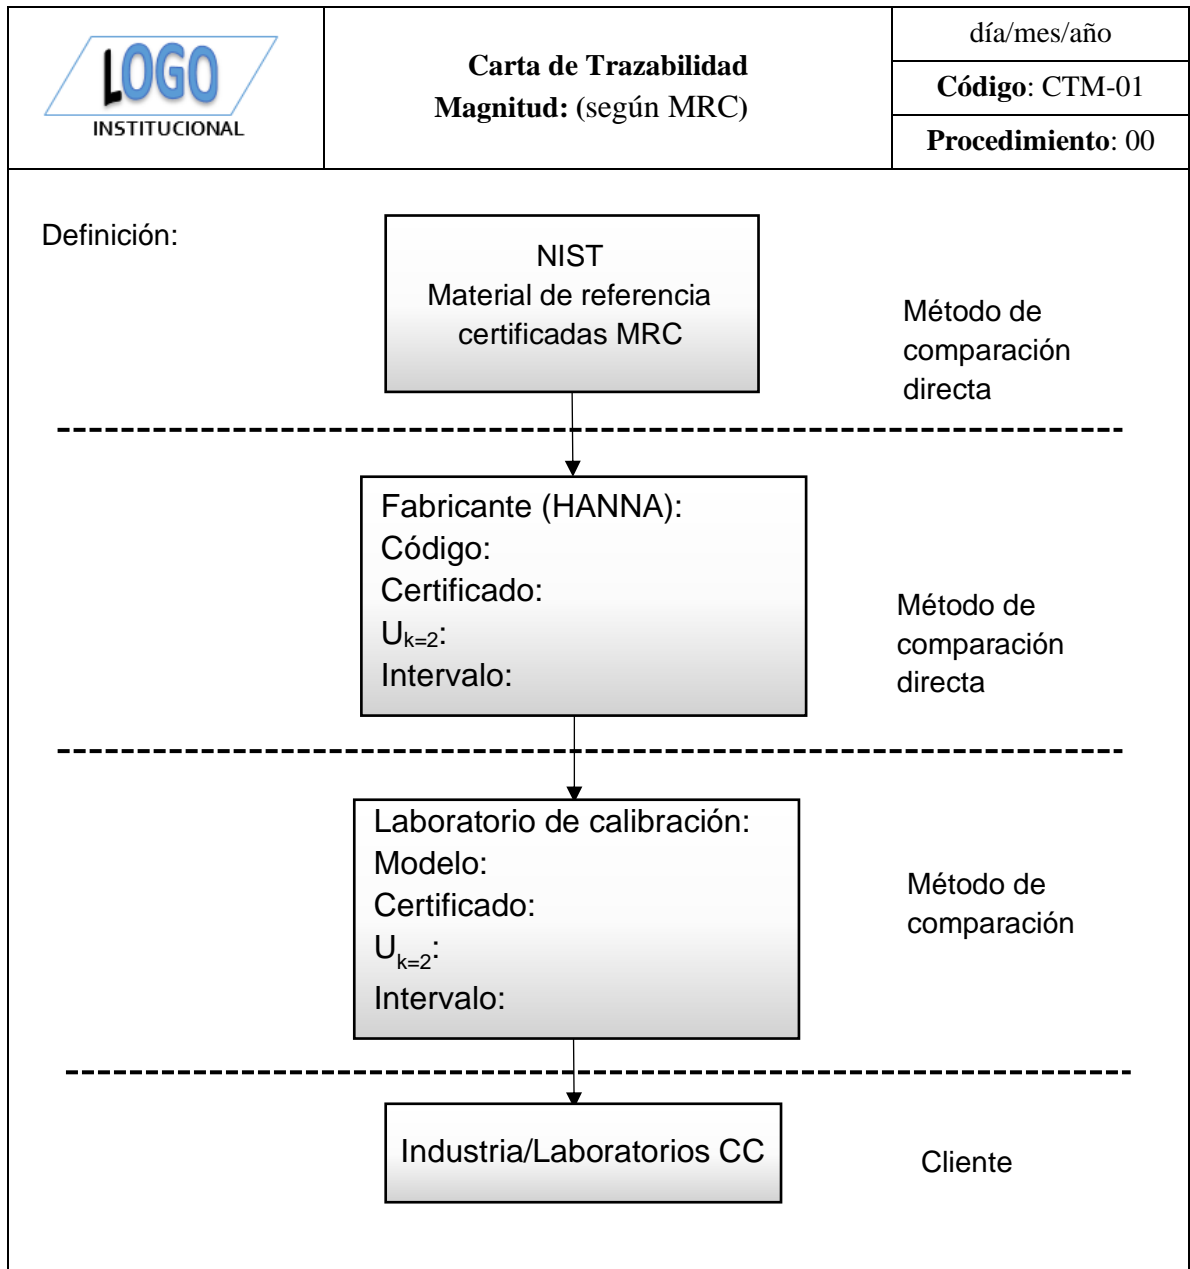 LOGO
INSTITUCIONAL
Carta de Trazabilidad
Magnitud: (según MRC)
día/mes/año
Código: CTM-01
Procedimiento: 00
Definición:
NIST
Material de referencia
certificadas MRC
Método de
comparación
directa
Fabricante (HANNA):
Código:
Certificado:
Uk=2:
Intervalo:
Método de
comparación
directa
Laboratorio de calibración:
Modelo:
Certificado:
Uk=2:
Intervalo:
Método de
comparación
Industria/Laboratorios CC
Cliente